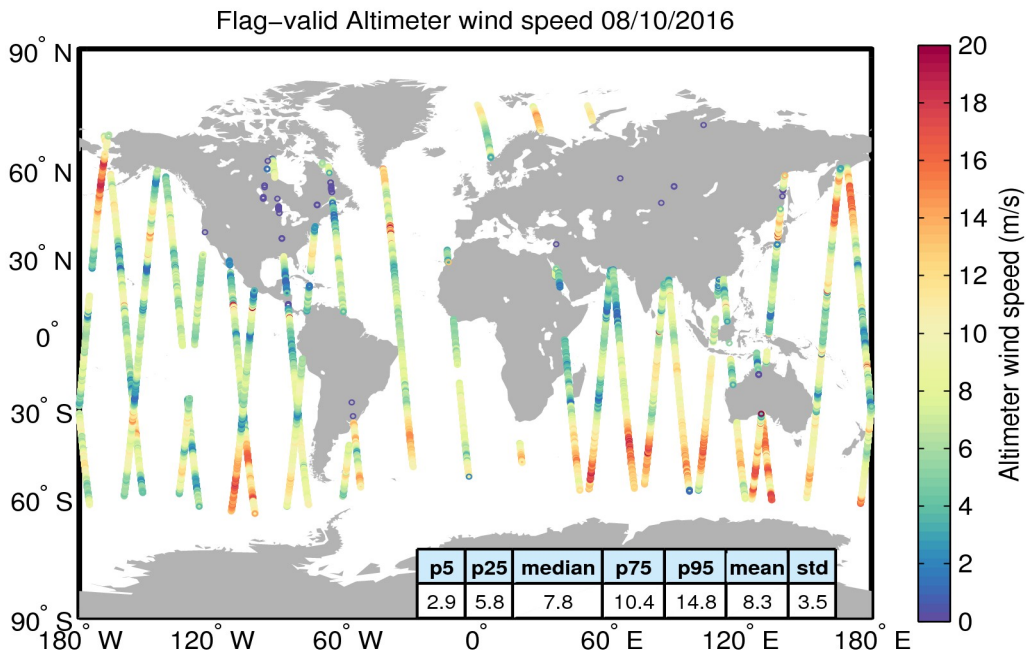 Flag−valid Altimeter wind speed 08/10/2016
90° N
60° N
30° N
0°
30° S
60° S
90° S
180° W
120° W
60° W
0°
60° E
120° E
180° E
p5 p25 median p75 p95 mean std
2.9 5.8 7.8 10.4 14.8 8.3 3.5
20
18
16
14
12
10
8
6
4
2
0
Altimeter wind speed (m/s)